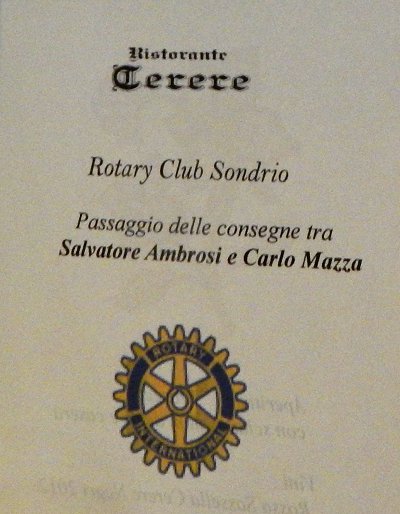 Ristorante
Cerere
Rotary Club Sondrio
Passaggio delle consegne tra
Salvatore Ambrosi e Carlo Mazza
ROTARY
INTERNATIONAL